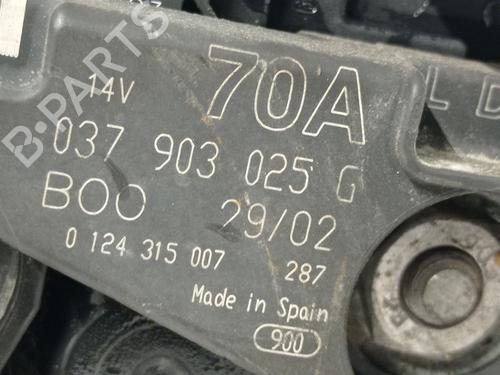 70A
14V
L D
037 903 025 G
BOO 29/02
0 124 315 007 287
Made in Spain
900
B-PARTS